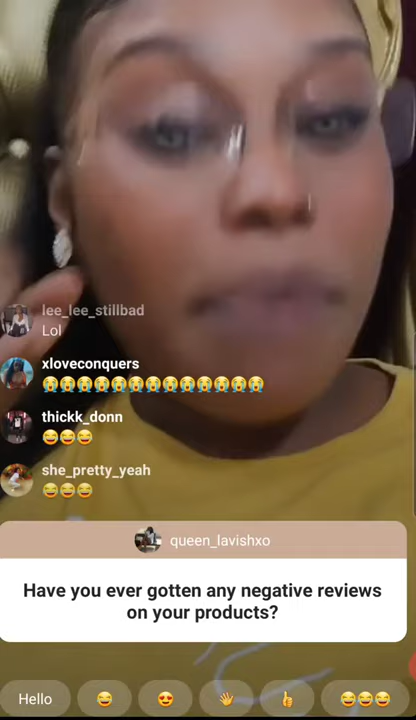 lee_lee_stillbad
Lol
xloveconquers
😭😭😭😭😭😭😭😭😭😭😭😭😭
thickk_donn
😂😂😂
she_pretty_yeah
😂😂😂
queen_lavishxo
Have you ever gotten any negative reviews
on your products?
Hello 😂 😍 👋 👍 😂😂😂